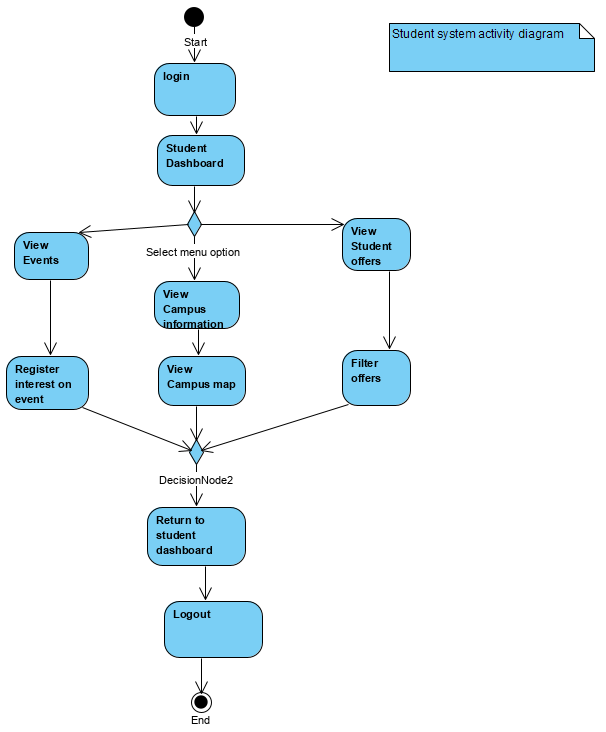 Student system activity diagram
Start
login
Student
Dashboard
View
Events
Select menu option
View
Student
offers
View
Campus
information
Register
interest on
event
View
Campus map
Filter
offers
DecisionNode2
Return to
student
dashboard
Logout
End